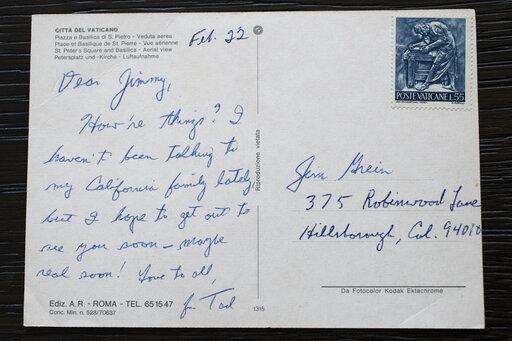 CITTÀ DEL VATICANO
Piazza e Basilica di S. Pietro - Veduta aerea
Place et Basilique de St. Pierre - Vue aérienne
St. Peter's Square and Basilica - Aerial view
Petersplatz und -Kirche - Luftaufnahme
Feb. 22
Dear Jimmy,
How're things? I
haven't been talking to
my California family lately
but I hope to get out to
see you soon – maybe
real soon! Love to all,
fr. Tad
Ediz. A.R. - ROMA - TEL. 651547
Conc. Min. n. 528/70637
1315
Riproduzione vietata
POSTE VATICANE L.55
Jim Grein
375 Robinwood Lane
Hillsborough, Cal. 94010
Da Fotocolor Kodak Ektachrome